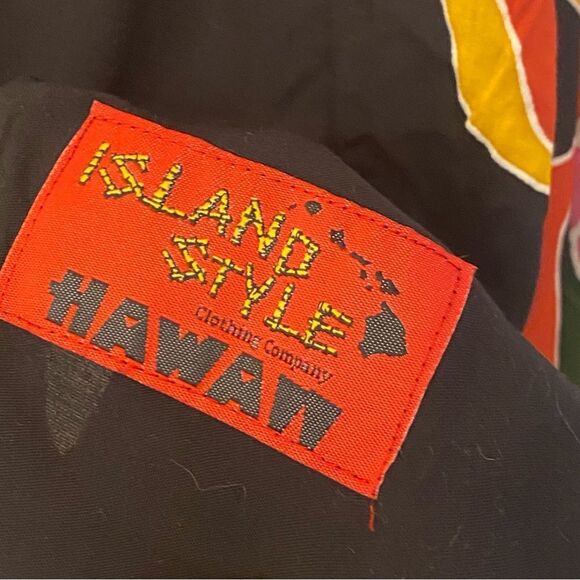 ISLAND
STYLE
Clothing Company
HAWAII